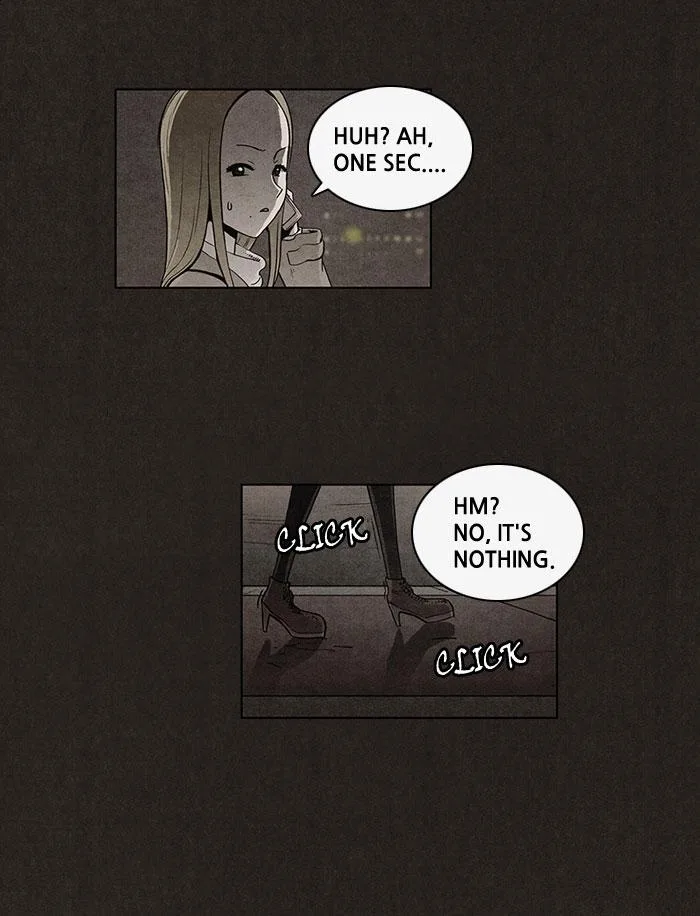 HUH? AH,
ONE SEC....
CLICK
HM?
NO, IT'S
NOTHING.
CLICK